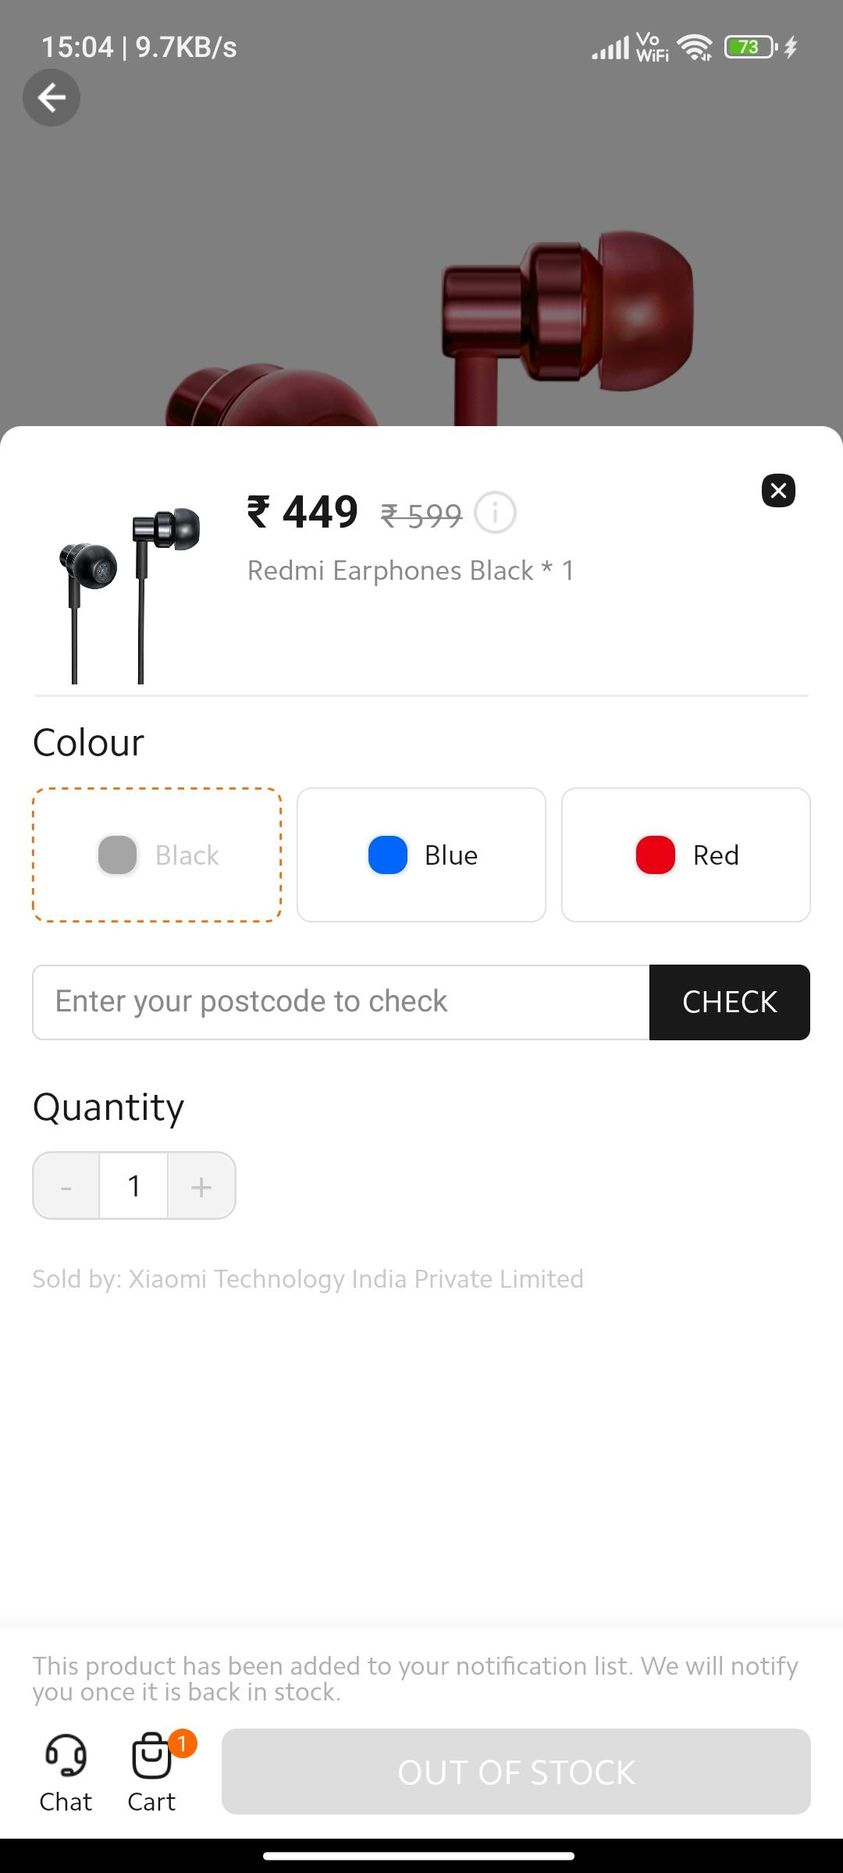 15:04 | 9.7KB/s
Vo
WiFi
73
₹ 449 ₹ 599
Redmi Earphones Black * 1
Colour
Black
Blue
Red
Enter your postcode to check
CHECK
Quantity
- 1 +
Sold by: Xiaomi Technology India Private Limited
This product has been added to your notification list. We will notify
you once it is back in stock.
1
Chat
Cart
OUT OF STOCK